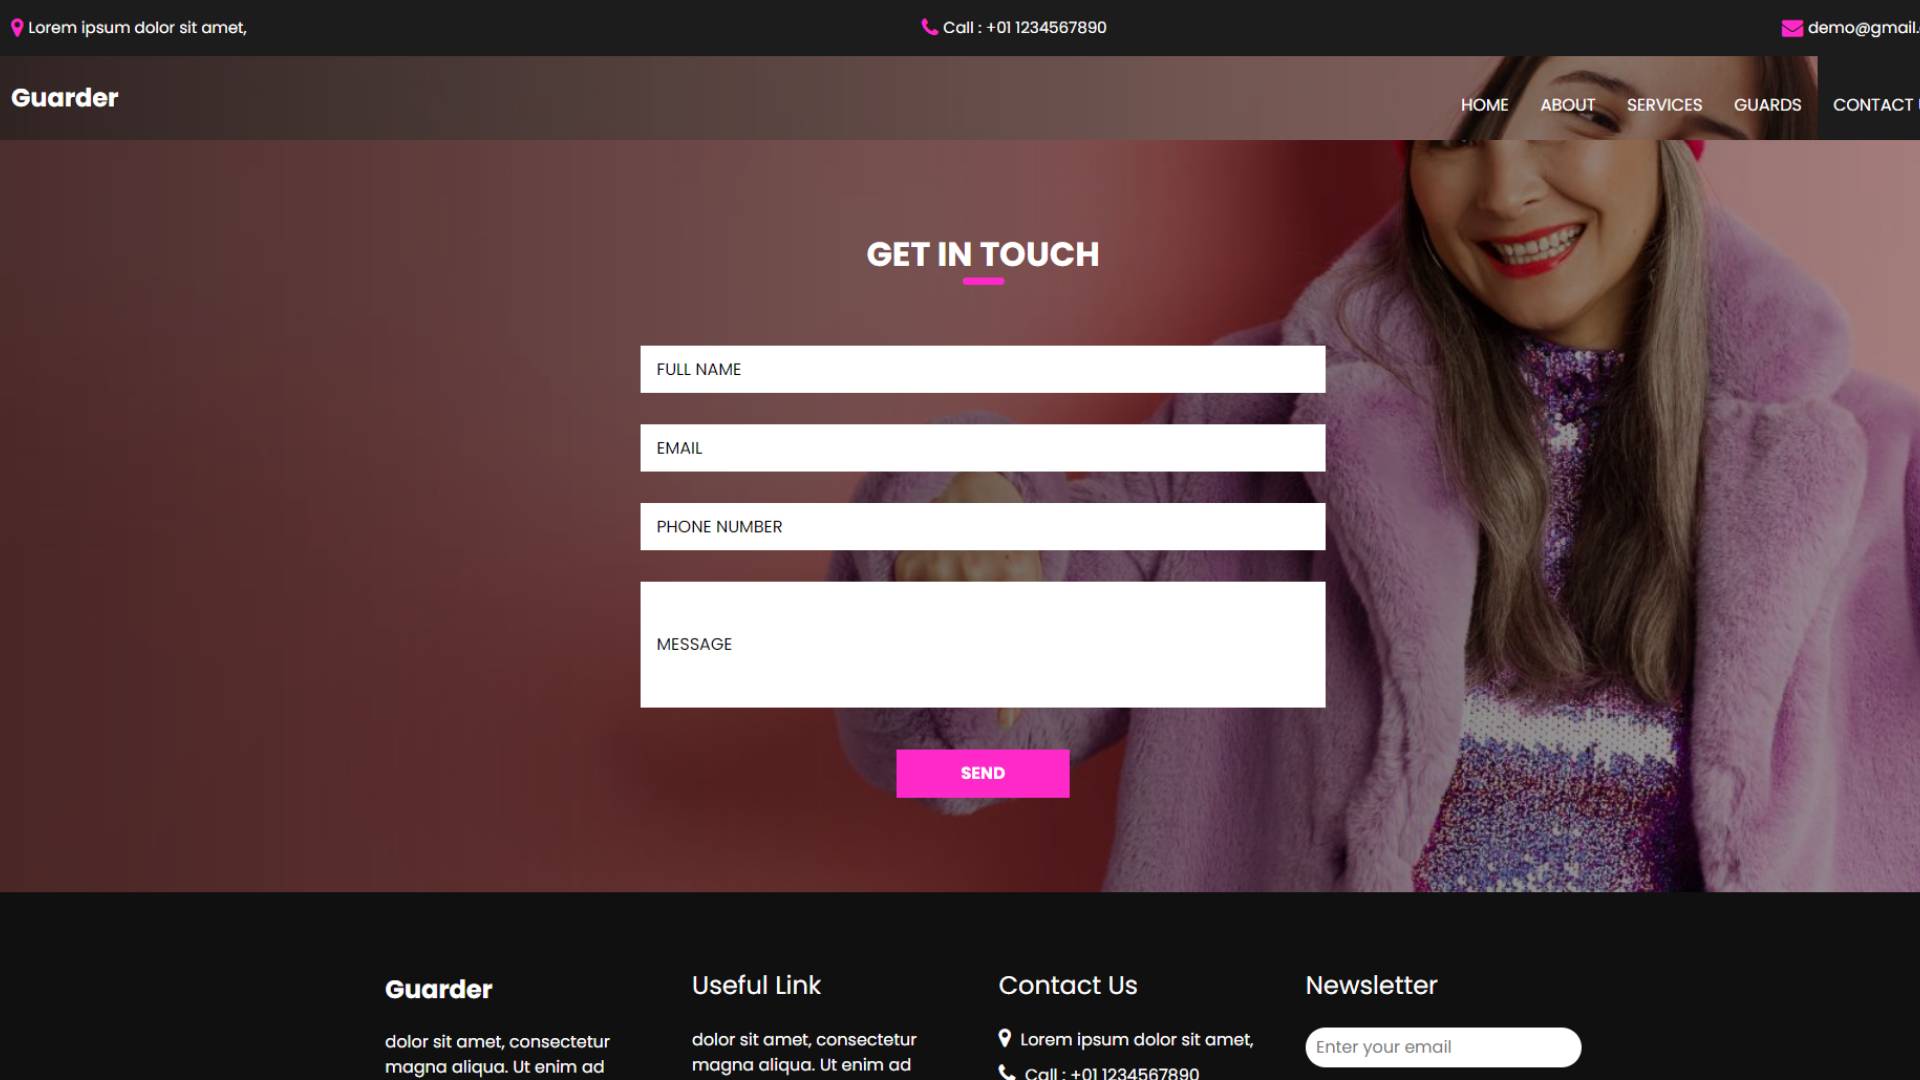 Lorem ipsum dolor sit amet,
Call : +01 1234567890
demo@gmail.
Guarder
HOME
ABOUT
SERVICES
GUARDS
CONTACT
GET IN TOUCH
FULL NAME
EMAIL
PHONE NUMBER
MESSAGE
SEND
Guarder
dolor sit amet, consectetur
magna aliqua. Ut enim ad
Useful Link
dolor sit amet, consectetur
magna aliqua. Ut enim ad
Contact Us
Lorem ipsum dolor sit amet,
Call : +01 1234567890
Newsletter
Enter your email